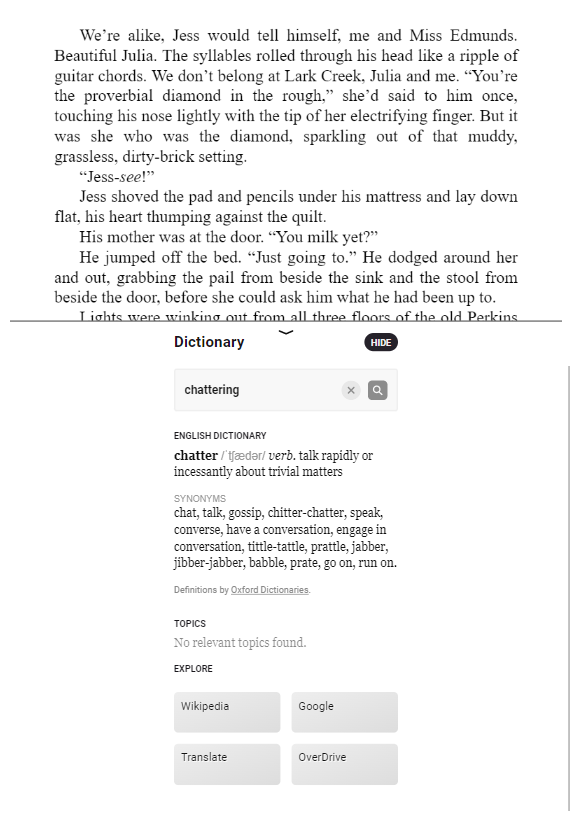 We’re alike, Jess would tell himself, me and Miss Edmunds.
Beautiful Julia. The syllables rolled through his head like a ripple of
guitar chords. We don’t belong at Lark Creek, Julia and me. “You’re
the proverbial diamond in the rough,” she’d said to him once,
touching his nose lightly with the tip of her electrifying finger. But it
was she who was the diamond, sparkling out of that muddy,
grassless, dirty-brick setting.
“Jess-see!”
Jess shoved the pad and pencils under his mattress and lay down
flat, his heart thumping against the quilt.
His mother was at the door. “You milk yet?”
He jumped off the bed. “Just going to.” He dodged around her
and out, grabbing the pail from beside the sink and the stool from
beside the door, before she could ask him what he had been up to.
Lights were winking out from all three floors of the old Perkins
Dictionary
HIDE
chattering
ENGLISH DICTIONARY
chatter /ˈtʃædər/ verb. talk rapidly or
incessantly about trivial matters
SYNONYMS
chat, talk, gossip, chitter-chatter, speak,
converse, have a conversation, engage in
conversation, tittle-tattle, prattle, jabber,
jibber-jabber, babble, prate, go on, run on.
Definitions by Oxford Dictionaries.
TOPICS
No relevant topics found.
EXPLORE
Wikipedia
Google
Translate
OverDrive